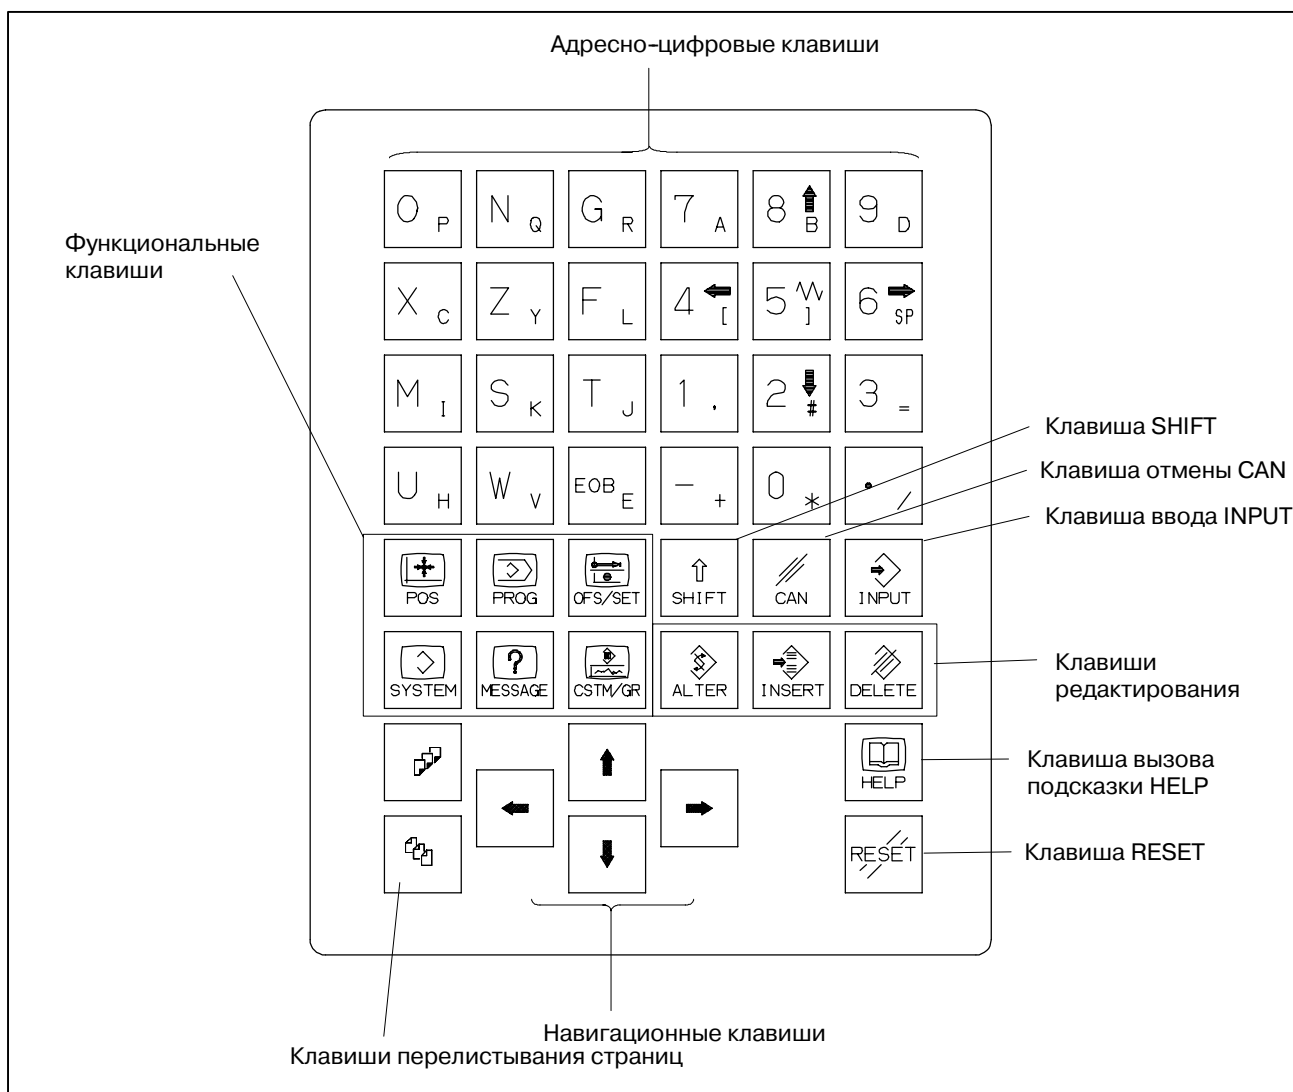 Адресно-цифровые клавиши
O P N Q G R 7 A 8 B 9 D
Функциональные
клавиши
X C Z Y F L 4 [ 5 ] 6 SP
M I S K T J 1 , 2 # 3 =
Клавиша SHIFT
Клавиша отмены CAN
U H W V EOB E - + 0 * . /
Клавиша ввода INPUT
POS PROG OFS/SET SHIFT CAN INPUT
SYSTEM MESSAGE CSTM/GR ALTER INSERT DELETE
Клавиши
редактирования
HELP
Клавиша вызова
подсказки HELP
RESET
Клавиша RESET
Навигационные клавиши
Клавиши перелистывания страниц